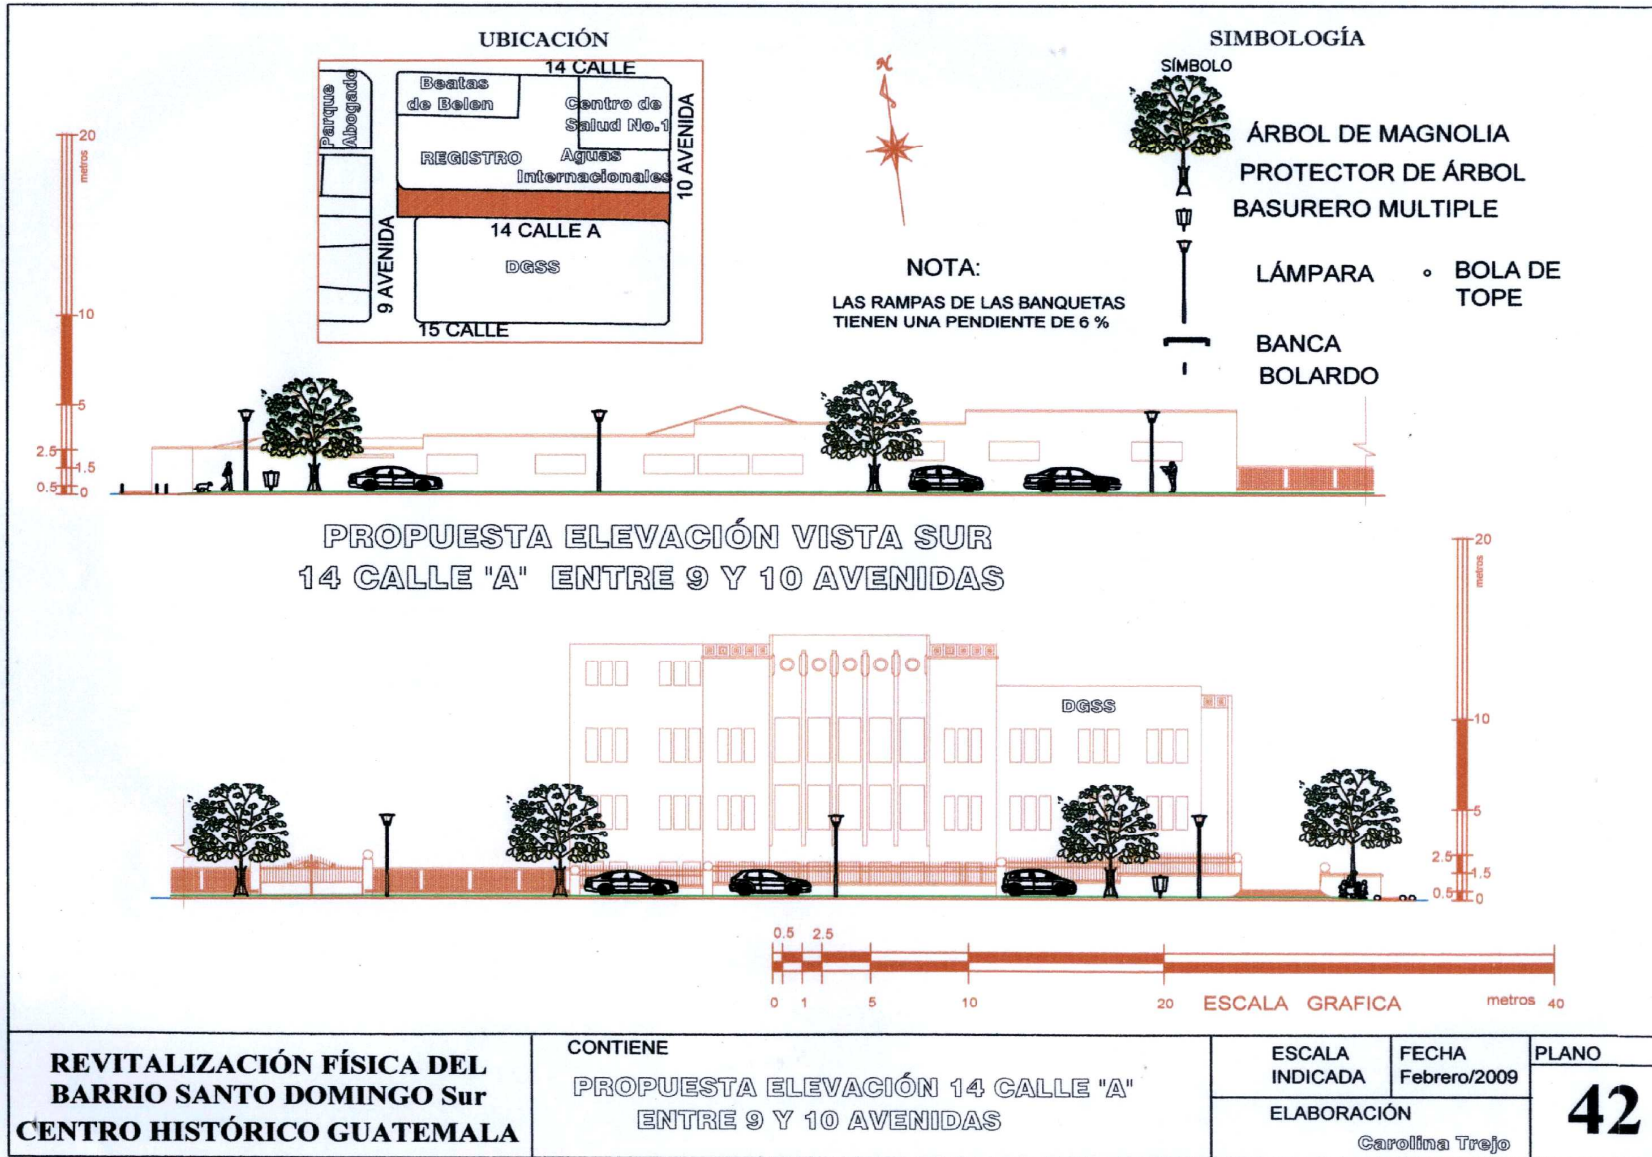 UBICACIÓN
14 CALLE
Parque
Abogado
Beatas
de Belen
Centro de
Salud No.1
REGISTRO
Aguas
Internacionales
10 AVENIDA
9 AVENIDA
14 CALLE A
DGSS
15 CALLE
N
NOTA:
LAS RAMPAS DE LAS BANQUETAS
TIENEN UNA PENDIENTE DE 6 %
SIMBOLOGÍA
SÍMBOLO
ÁRBOL DE MAGNOLIA
PROTECTOR DE ÁRBOL
BASURERO MULTIPLE
LÁMPARA
BOLA DE
TOPE
BANCA
BOLARDO
20
metros
10
5
2.5
1.5
0.5
0
PROPUESTA ELEVACIÓN VISTA SUR
14 CALLE "A" ENTRE 9 Y 10 AVENIDAS
20
metros
10
5
2.5
1.5
0.5
0
DGSS
0.5 2.5
0 1 5 10 20 ESCALA GRAFICA metros 40
REVITALIZACIÓN FÍSICA DEL
BARRIO SANTO DOMINGO Sur
CENTRO HISTÓRICO GUATEMALA
CONTIENE
PROPUESTA ELEVACIÓN 14 CALLE "A"
ENTRE 9 Y 10 AVENIDAS
ESCALA
INDICADA
FECHA
Febrero/2009
ELABORACIÓN
Carolina Trejo
PLANO
42